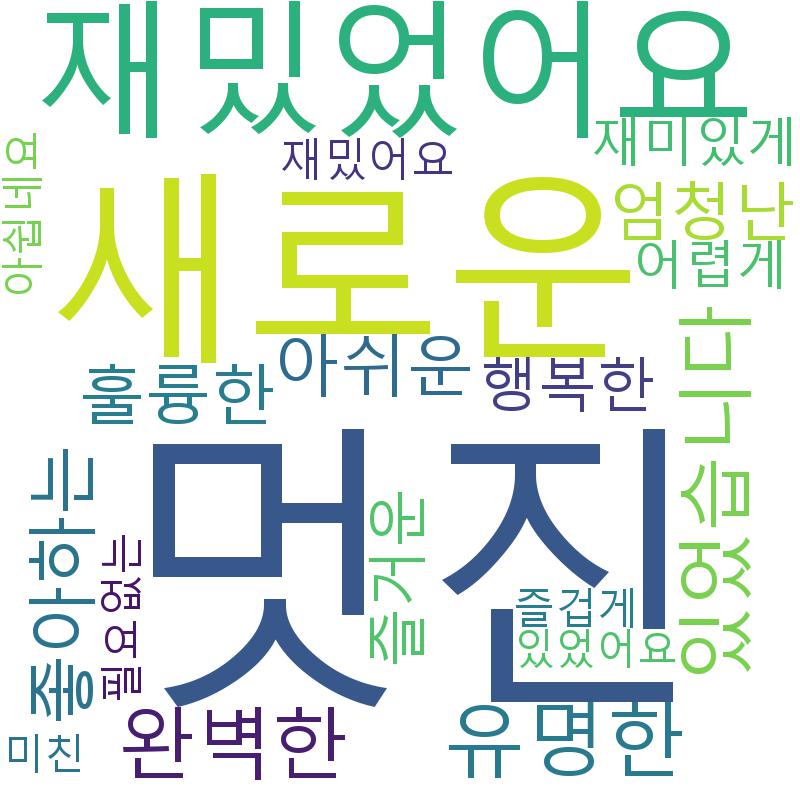 재밌었어요
재미있게
재밌어요
아쉽네요
새로운
엄청난
어렵게
아쉬운
행복한
훌륭한
있었습니다
멋진
좋아하는
즐거운
필요없는
즐겁게
있었어요
완벽한
유명한
미친